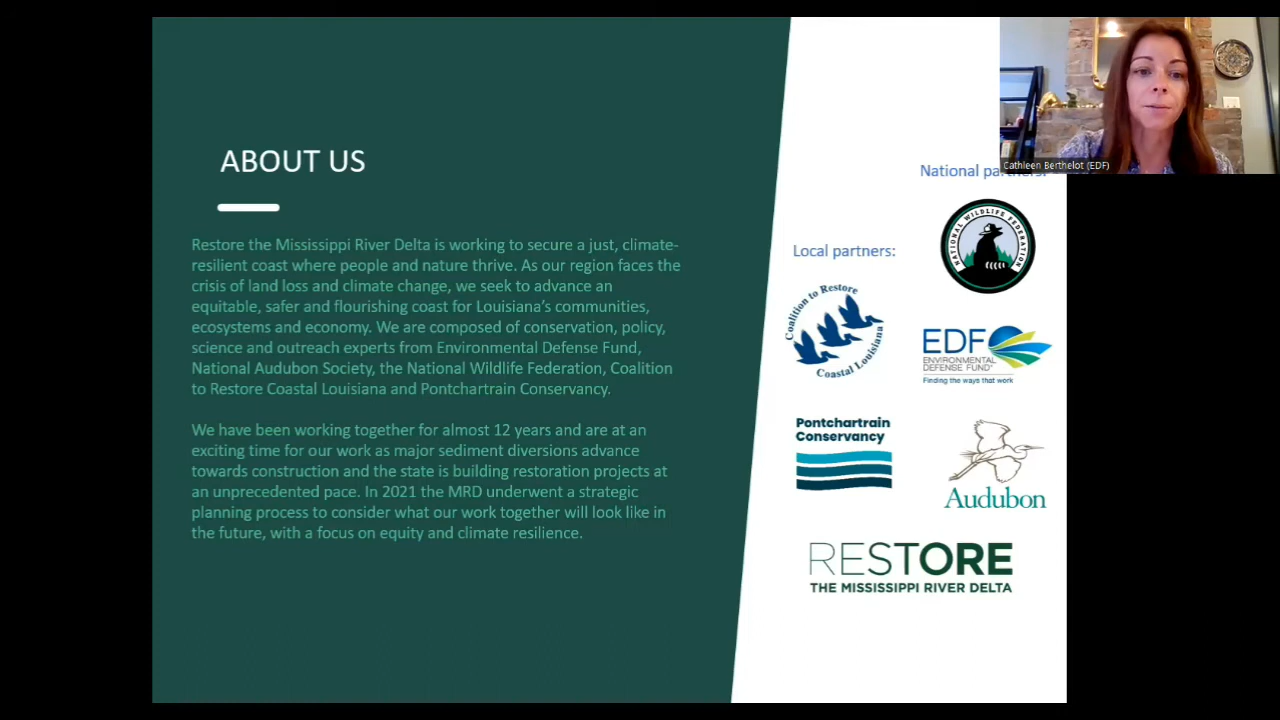 ABOUT US
Restore the Mississippi River Delta is working to secure a just, climate-
resilient coast where people and nature thrive. As our region faces the
crisis of land loss and climate change, we seek to advance an
equitable, safer and flourishing coast for Louisiana's communities,
ecosystems and economy. We are composed of conservation, policy,
science and outreach experts from Environmental Defense Fund,
National Audubon Society, the National Wildlife Federation, Coalition
to Restore Coastal Louisiana and Pontchartrain Conservancy.
We have been working together for almost 12 years and are at an
exciting time for our work as major sediment diversions advance
towards construction and the state is building restoration projects at
an unprecedented pace. In 2021 the MRD underwent a strategic
planning process to consider what our work together will look like in
the future, with a focus on equity and climate resilience.
Cathleen Berthelot (EDF)
National
NATIONAL WILDLIFE FEDERATION
Local partners:
Coalition to Restore
Coastal Louisiana
EDF
ENVIRONMENTAL
DEFENSE FUND
Finding the ways that work
Pontchartrain
Conservancy
Audubon
RESTORE
THE MISSISSIPPI RIVER DELTA